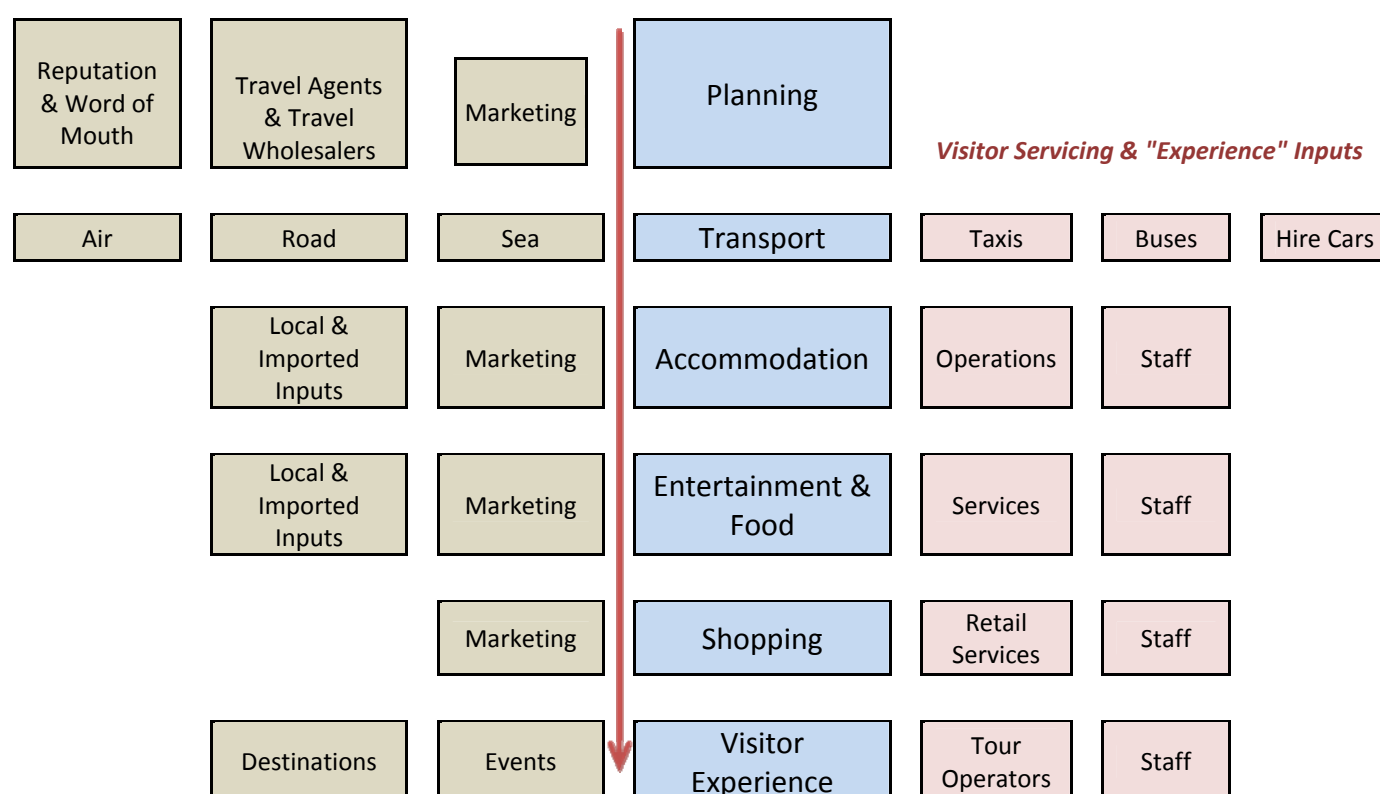 Reputation
& Word of
Mouth
Travel Agents
& Travel
Wholesalers
Marketing
Planning
Visitor Servicing & "Experience" Inputs
Air
Road
Sea
Transport
Taxis
Buses
Hire Cars
Local &
Imported
Inputs
Marketing
Accommodation
Operations
Staff
Local &
Imported
Inputs
Marketing
Entertainment &
Food
Services
Staff
Marketing
Shopping
Retail
Services
Staff
Destinations
Events
Visitor
Experience
Tour
Operators
Staff